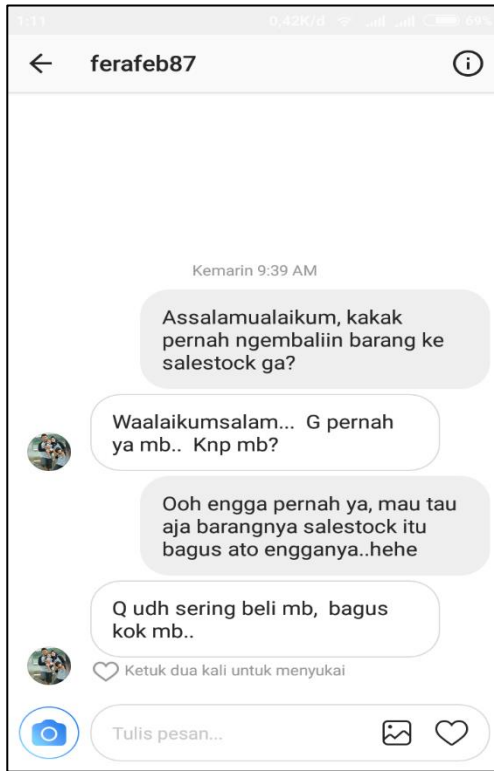 1:11 0,42K/d 69%
ferafeb87
Kemarin 9:39 AM
Assalamualaikum, kakak
pernah ngembaliin barang ke
salestock ga?
Waalaikumsalam... G pernah
ya mb.. Knp mb?
Ooh engga pernah ya, mau tau
aja barangnya salestock itu
bagus ato engganya..hehe
Q udh sering beli mb, bagus
kok mb..
Ketuk dua kali untuk menyukai
Tulis pesan...